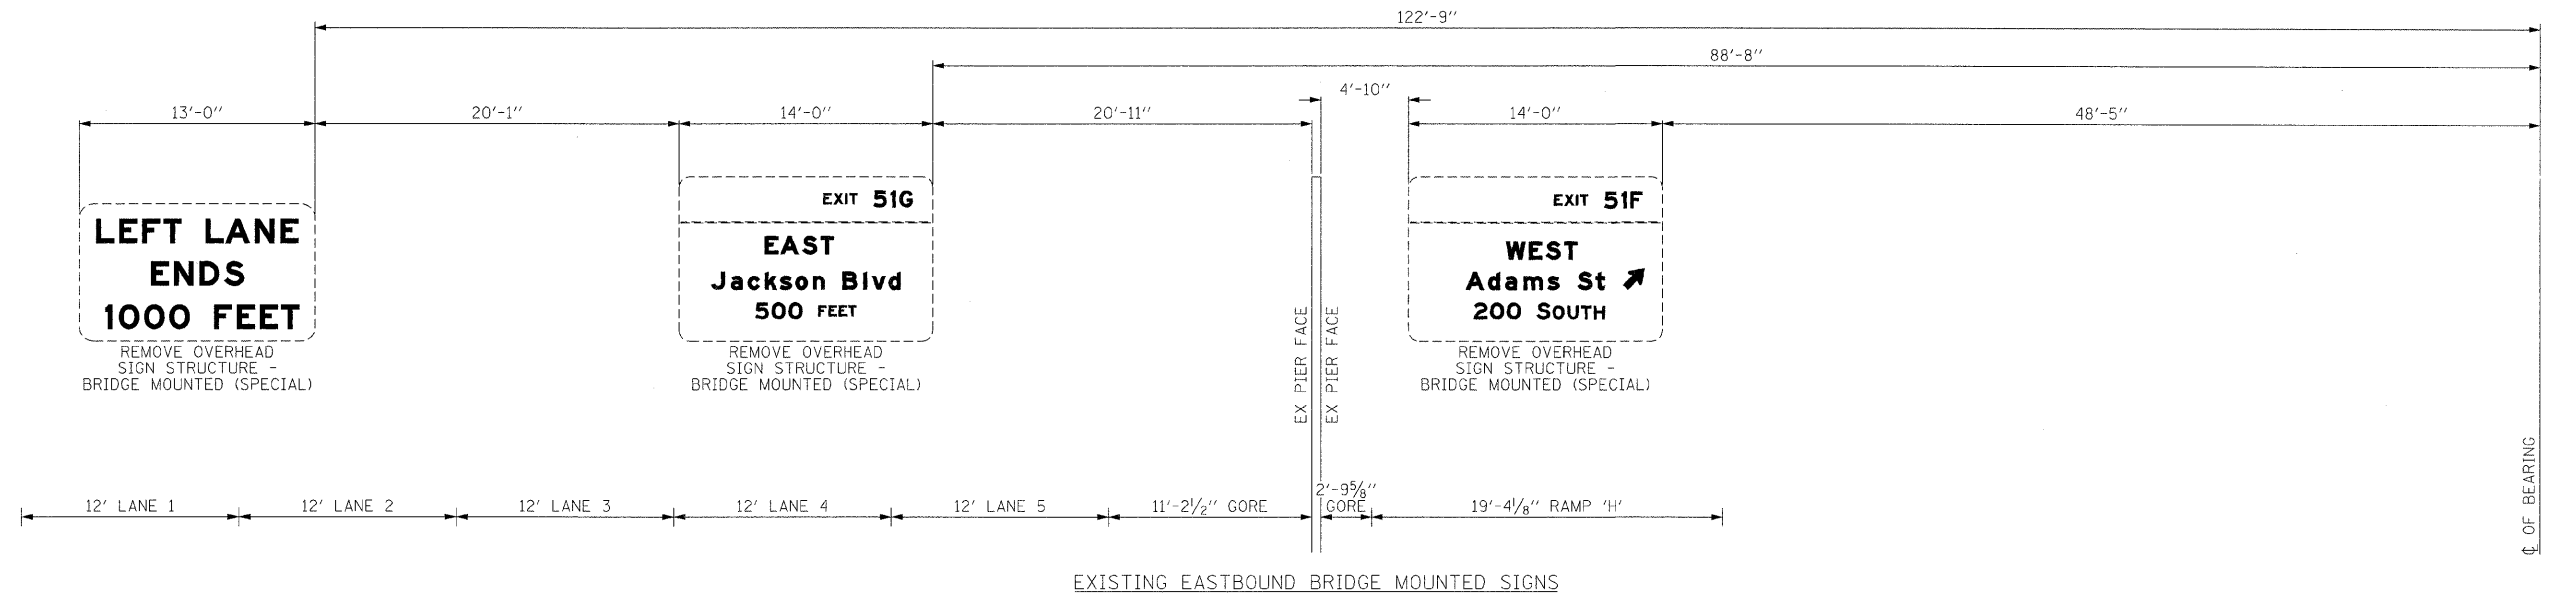 122'-9"
88'-8"
4'-10"
13'-0"
20'-1"
14'-0"
20'-11"
14'-0"
48'-5"
LEFT LANE
ENDS
1000 FEET
REMOVE OVERHEAD
SIGN STRUCTURE -
BRIDGE MOUNTED (SPECIAL)
EXIT 51G
EAST
Jackson Blvd
500 FEET
REMOVE OVERHEAD
SIGN STRUCTURE -
BRIDGE MOUNTED (SPECIAL)
EX PIER FACE
EX PIER FACE
EXIT 51F
WEST
Adams St
200 SOUTH
REMOVE OVERHEAD
SIGN STRUCTURE -
BRIDGE MOUNTED (SPECIAL)
℄ OF BEARING
12' LANE 1
12' LANE 2
12' LANE 3
12' LANE 4
12' LANE 5
11'-2½" GORE
2'-9⅝"
GORE
19'-4⅛" RAMP 'H'
EXISTING EASTBOUND BRIDGE MOUNTED SIGNS